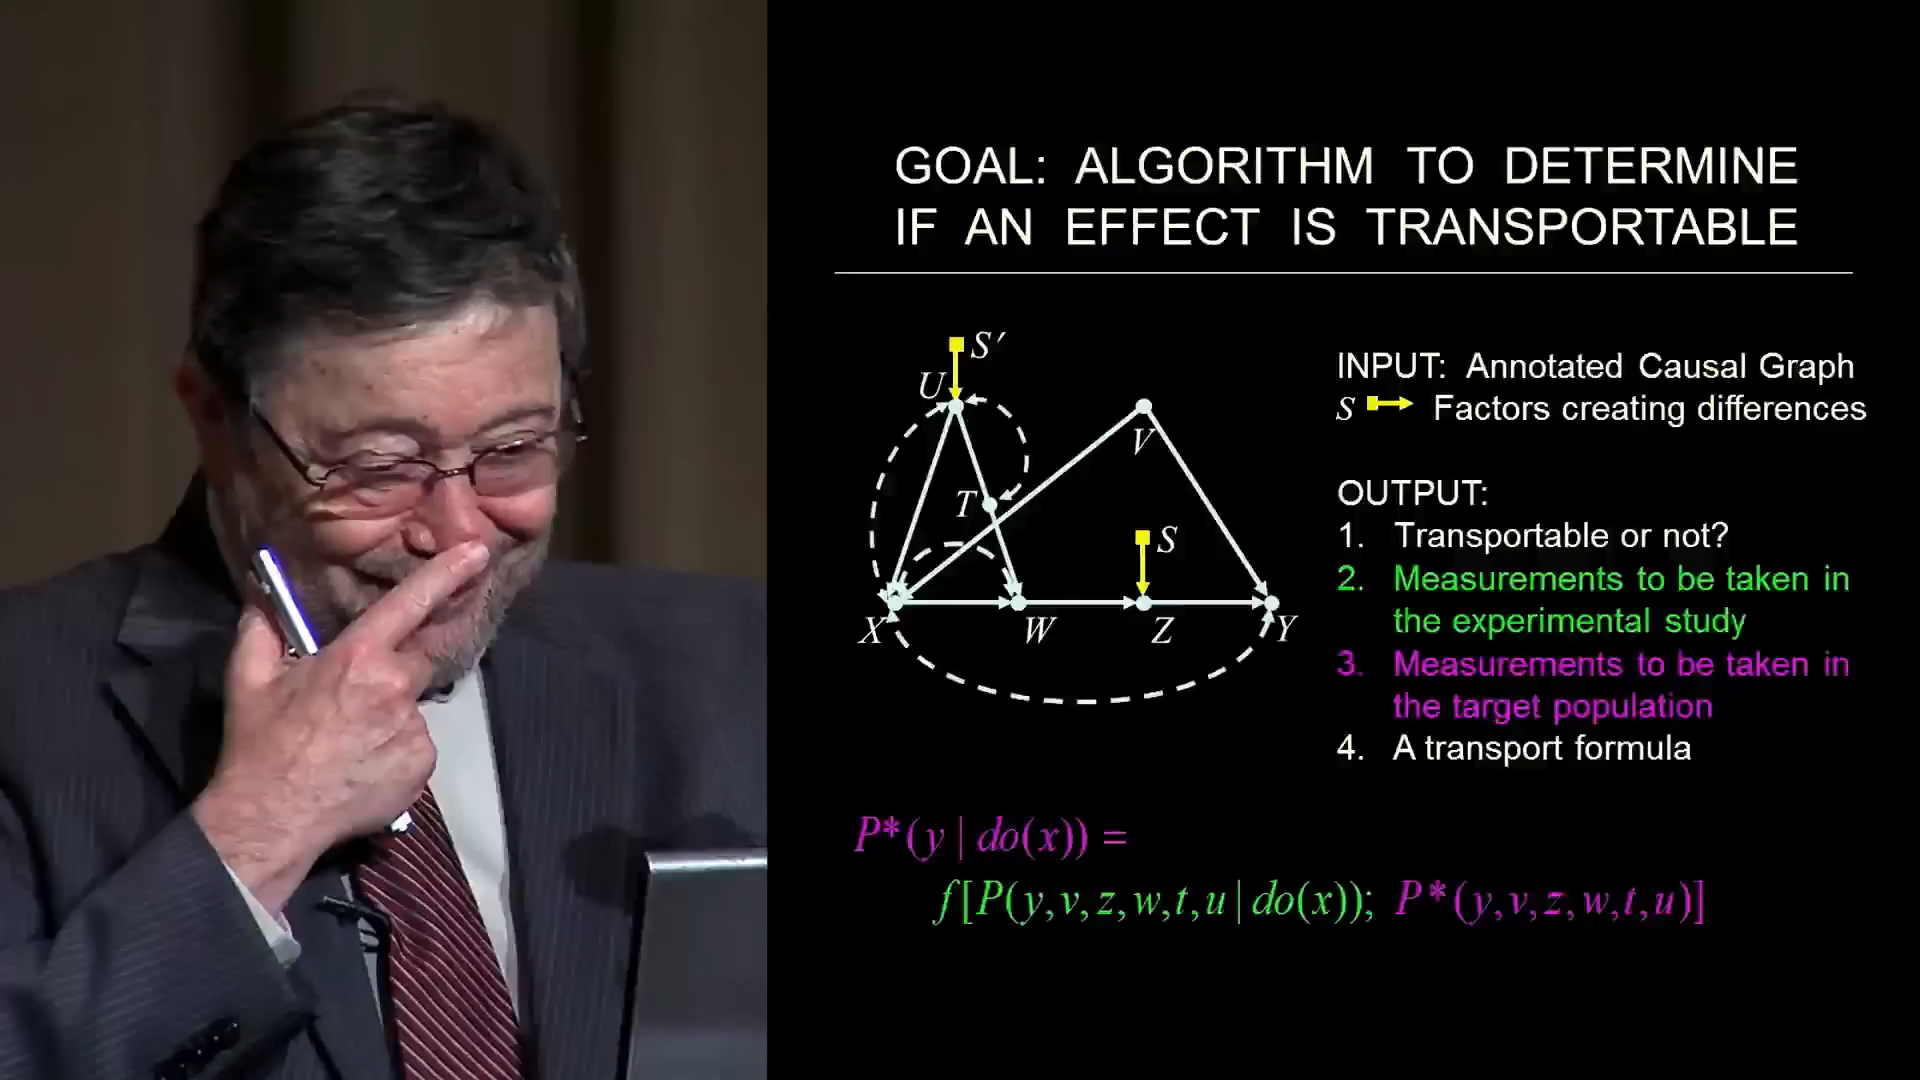 GOAL: ALGORITHM TO DETERMINE
IF AN EFFECT IS TRANSPORTABLE
S′
U
V
T
S
X
W
Z
Y
INPUT: Annotated Causal Graph
S Factors creating differences
OUTPUT:
1. Transportable or not?
2. Measurements to be taken in
the experimental study
3. Measurements to be taken in
the target population
4. A transport formula
P*(y | do(x)) =
f[P(y,v,z,w,t,u | do(x)); P*(y,v,z,w,t,u)]